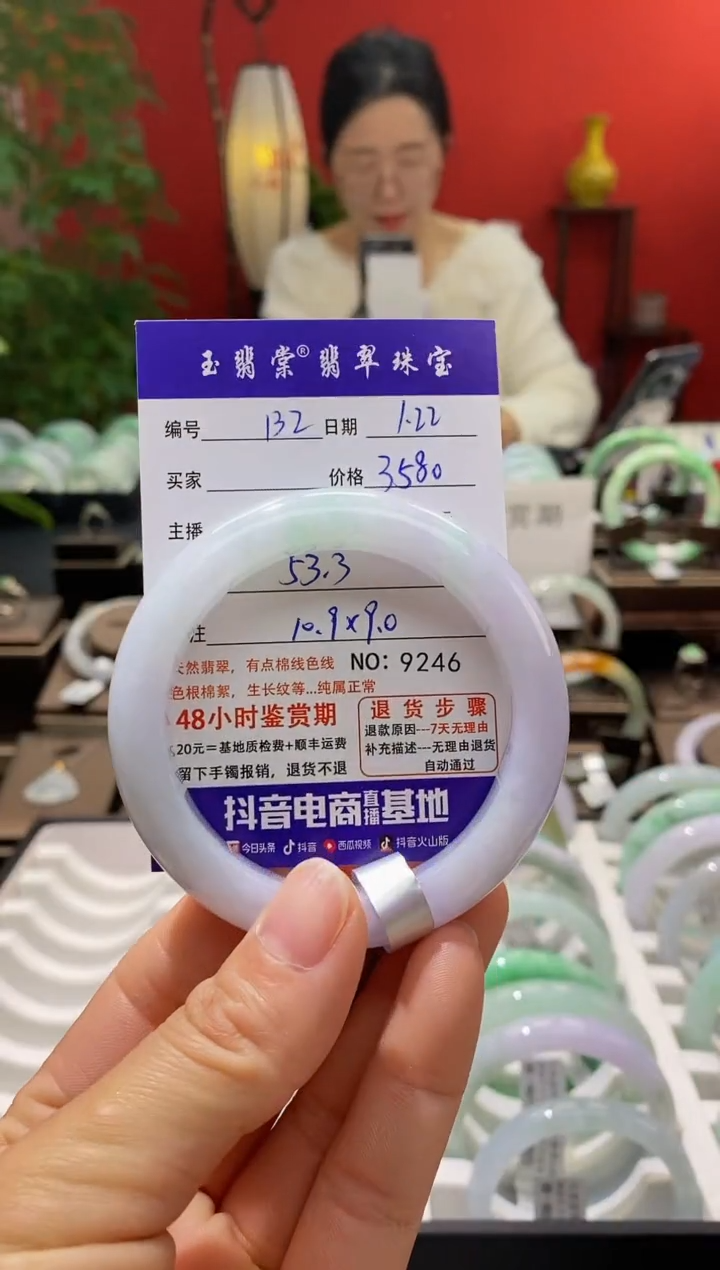 玉翡棠®翡翠珠宝
编号 132 日期 1.22
买家 价格 3580
主播
53.3
注 10.9×9.0
天然翡翠，有点棉线色线 NO：9246
色根棉絮，生长纹等...纯属正常
48小时鉴赏期
20元＝基地质检费+顺丰运费
留下手镯报销，退货不退
退货步骤
退款原因---7天无理由
补充描述---无理由退货
自动通过
抖音电商直播基地
今日头条 抖音 西瓜视频 抖音火山版